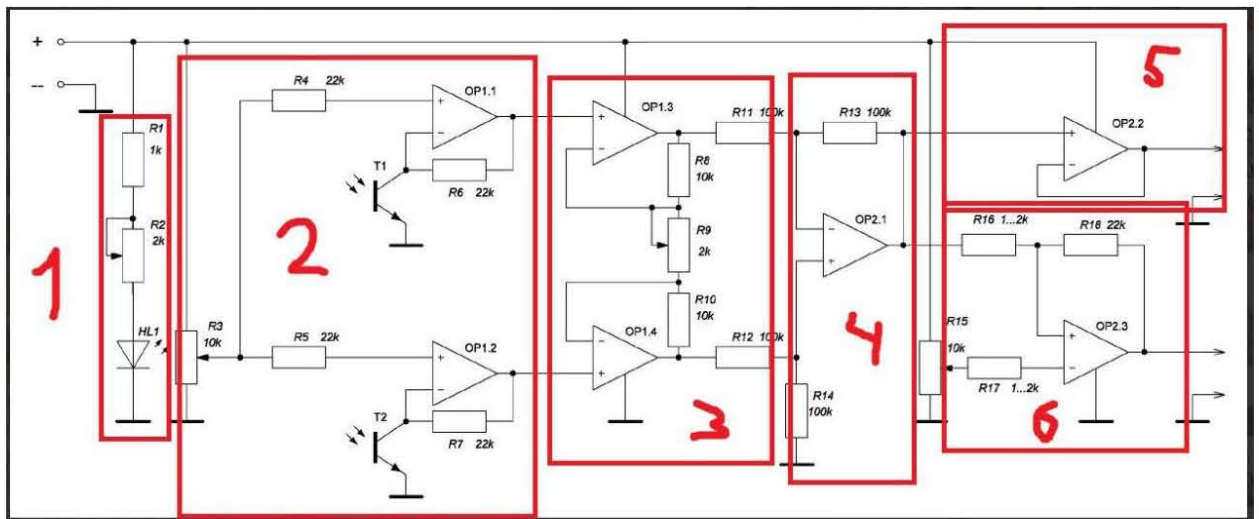 +
--
R1
1k
R2
2k
HL1
1
R3
10k
2
R4 22k
OP1.1
T1
R6 22k
R5 22k
OP1.2
T2
R7 22k
OP1.3
R8
10k
R9
2k
R10
10k
OP1.4
R11 100k
R12 100k
3
R13 100k
OP2.1
R14
100k
4
5
OP2.2
R16 1...2k
R18 22k
R15
10k
OP2.3
R17 1...2k
6
+
-
+
-
+
-
-
+
-
+
+
-
+
-